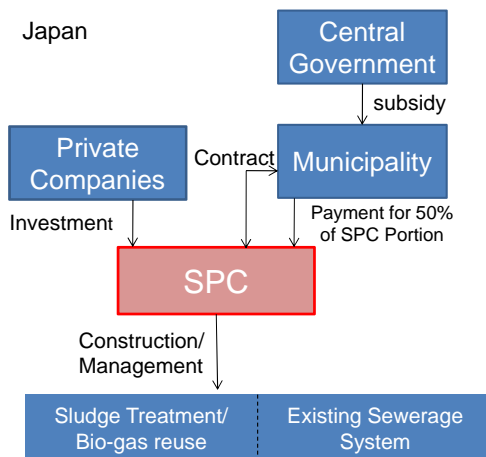 Japan
Central
Government
subsidy
Private
Companies
Contract
Municipality
Investment
Payment for 50%
of SPC Portion
SPC
Construction/
Management
Sludge Treatment/
Bio-gas reuse
Existing Sewerage
System